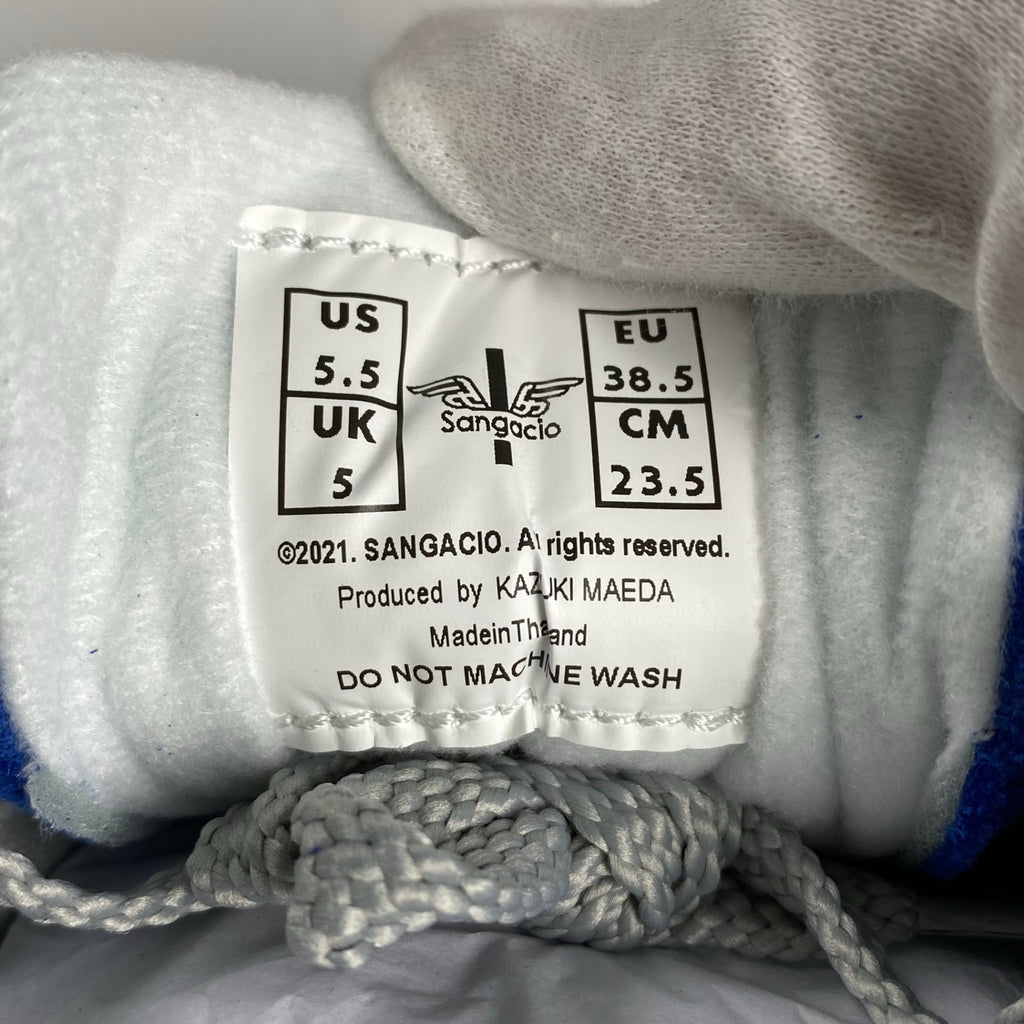 US
5.5
UK
5
Sangacio
EU
38.5
CM
23.5
©2021. SANGACIO. All rights reserved.
Produced by KAZUKI MAEDA
MadeinThailand
DO NOT MACHINE WASH